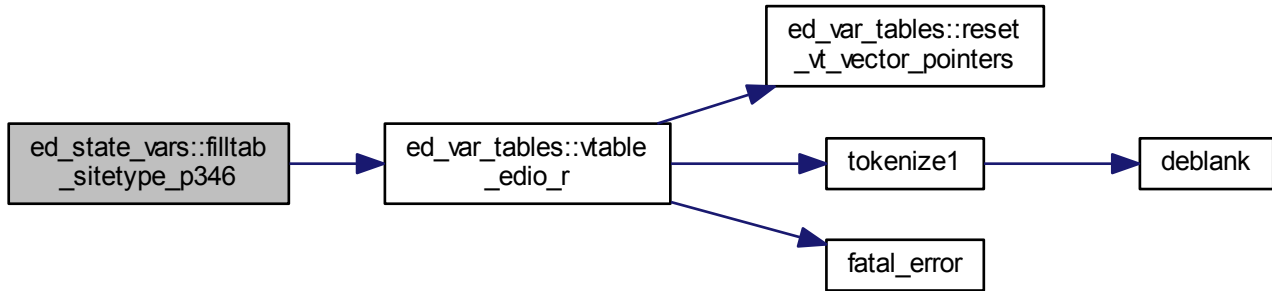 ed_state_vars::filltab
_sitetype_p346
ed_var_tables::vtable
_edio_r
ed_var_tables::reset
_vt_vector_pointers
tokenize1
deblank
fatal_error